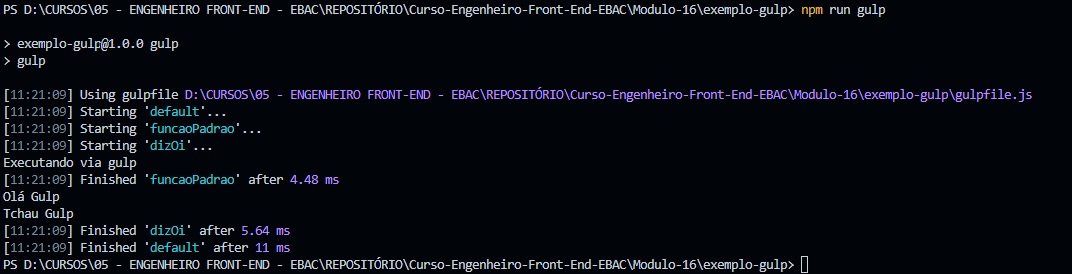 PS D:\CURSOS\05 - ENGENHEIRO FRONT-END - EBAC\REPOSITÓRIO\Curso-Engenheiro-Front-End-EBAC\Modulo-16\exemplo-gulp> npm run gulp
> exemplo-gulp@1.0.0 gulp
> gulp
[11:21:09] Using gulpfile D:\CURSOS\05 - ENGENHEIRO FRONT-END - EBAC\REPOSITÓRIO\Curso-Engenheiro-Front-End-EBAC\Modulo-16\exemplo-gulp\gulpfile.js
[11:21:09] Starting 'default'...
[11:21:09] Starting 'funcaoPadrao'...
[11:21:09] Starting 'dizOi'...
Executando via gulp
[11:21:09] Finished 'funcaoPadrao' after 4.48 ms
Olá Gulp
Tchau Gulp
[11:21:09] Finished 'dizOi' after 5.64 ms
[11:21:09] Finished 'default' after 11 ms
PS D:\CURSOS\05 - ENGENHEIRO FRONT-END - EBAC\REPOSITÓRIO\Curso-Engenheiro-Front-End-EBAC\Modulo-16\exemplo-gulp>